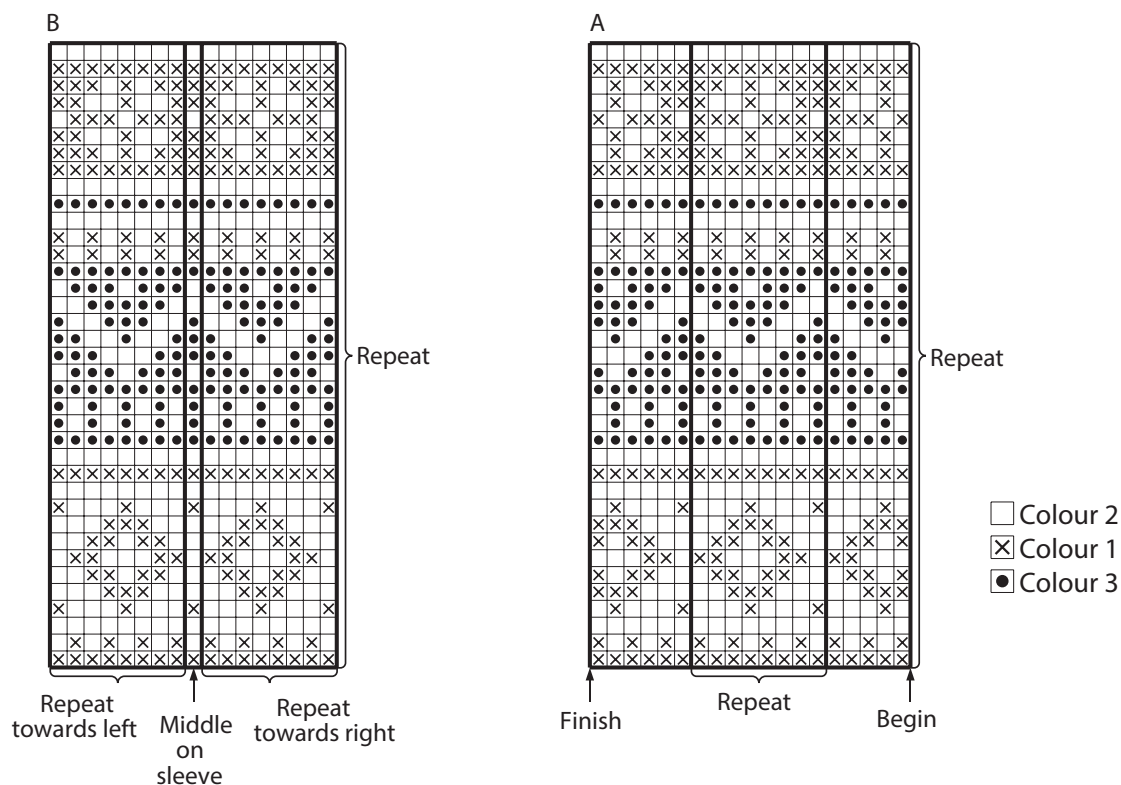 B
A
Repeat
Repeat
Colour 2
Colour 1
Colour 3
Repeat
towards left
Middle
on
sleeve
Repeat
towards right
Finish
Repeat
Begin